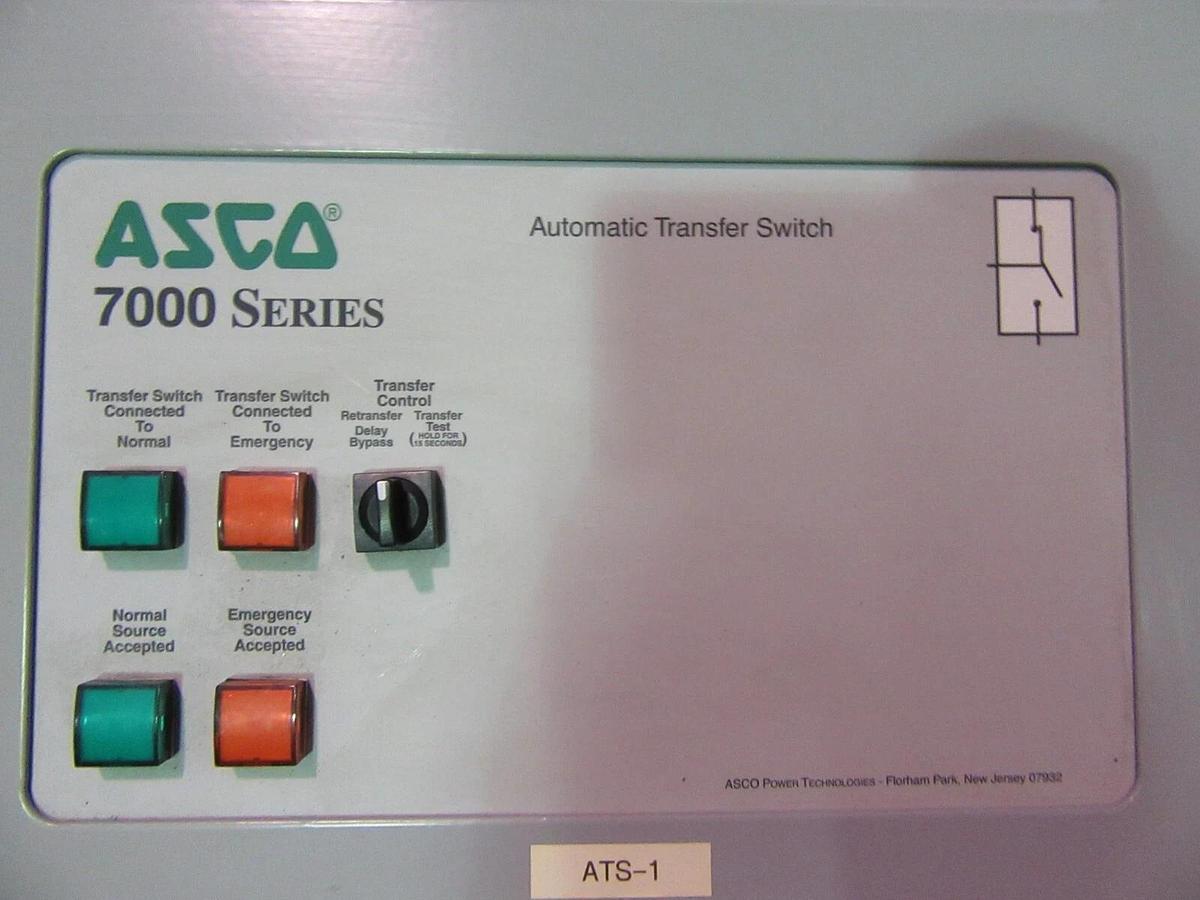 ASCO®
7000 SERIES
Automatic Transfer Switch
Transfer Switch
Connected
To
Normal
Transfer Switch
Connected
To
Emergency
Transfer
Control
Retransfer
Delay
Bypass
Transfer
Test
(HOLD FOR
15 SECONDS)
Normal
Source
Accepted
Emergency
Source
Accepted
ASCO POWER TECHNOLOGIES - Florham Park, New Jersey 07932
ATS-1